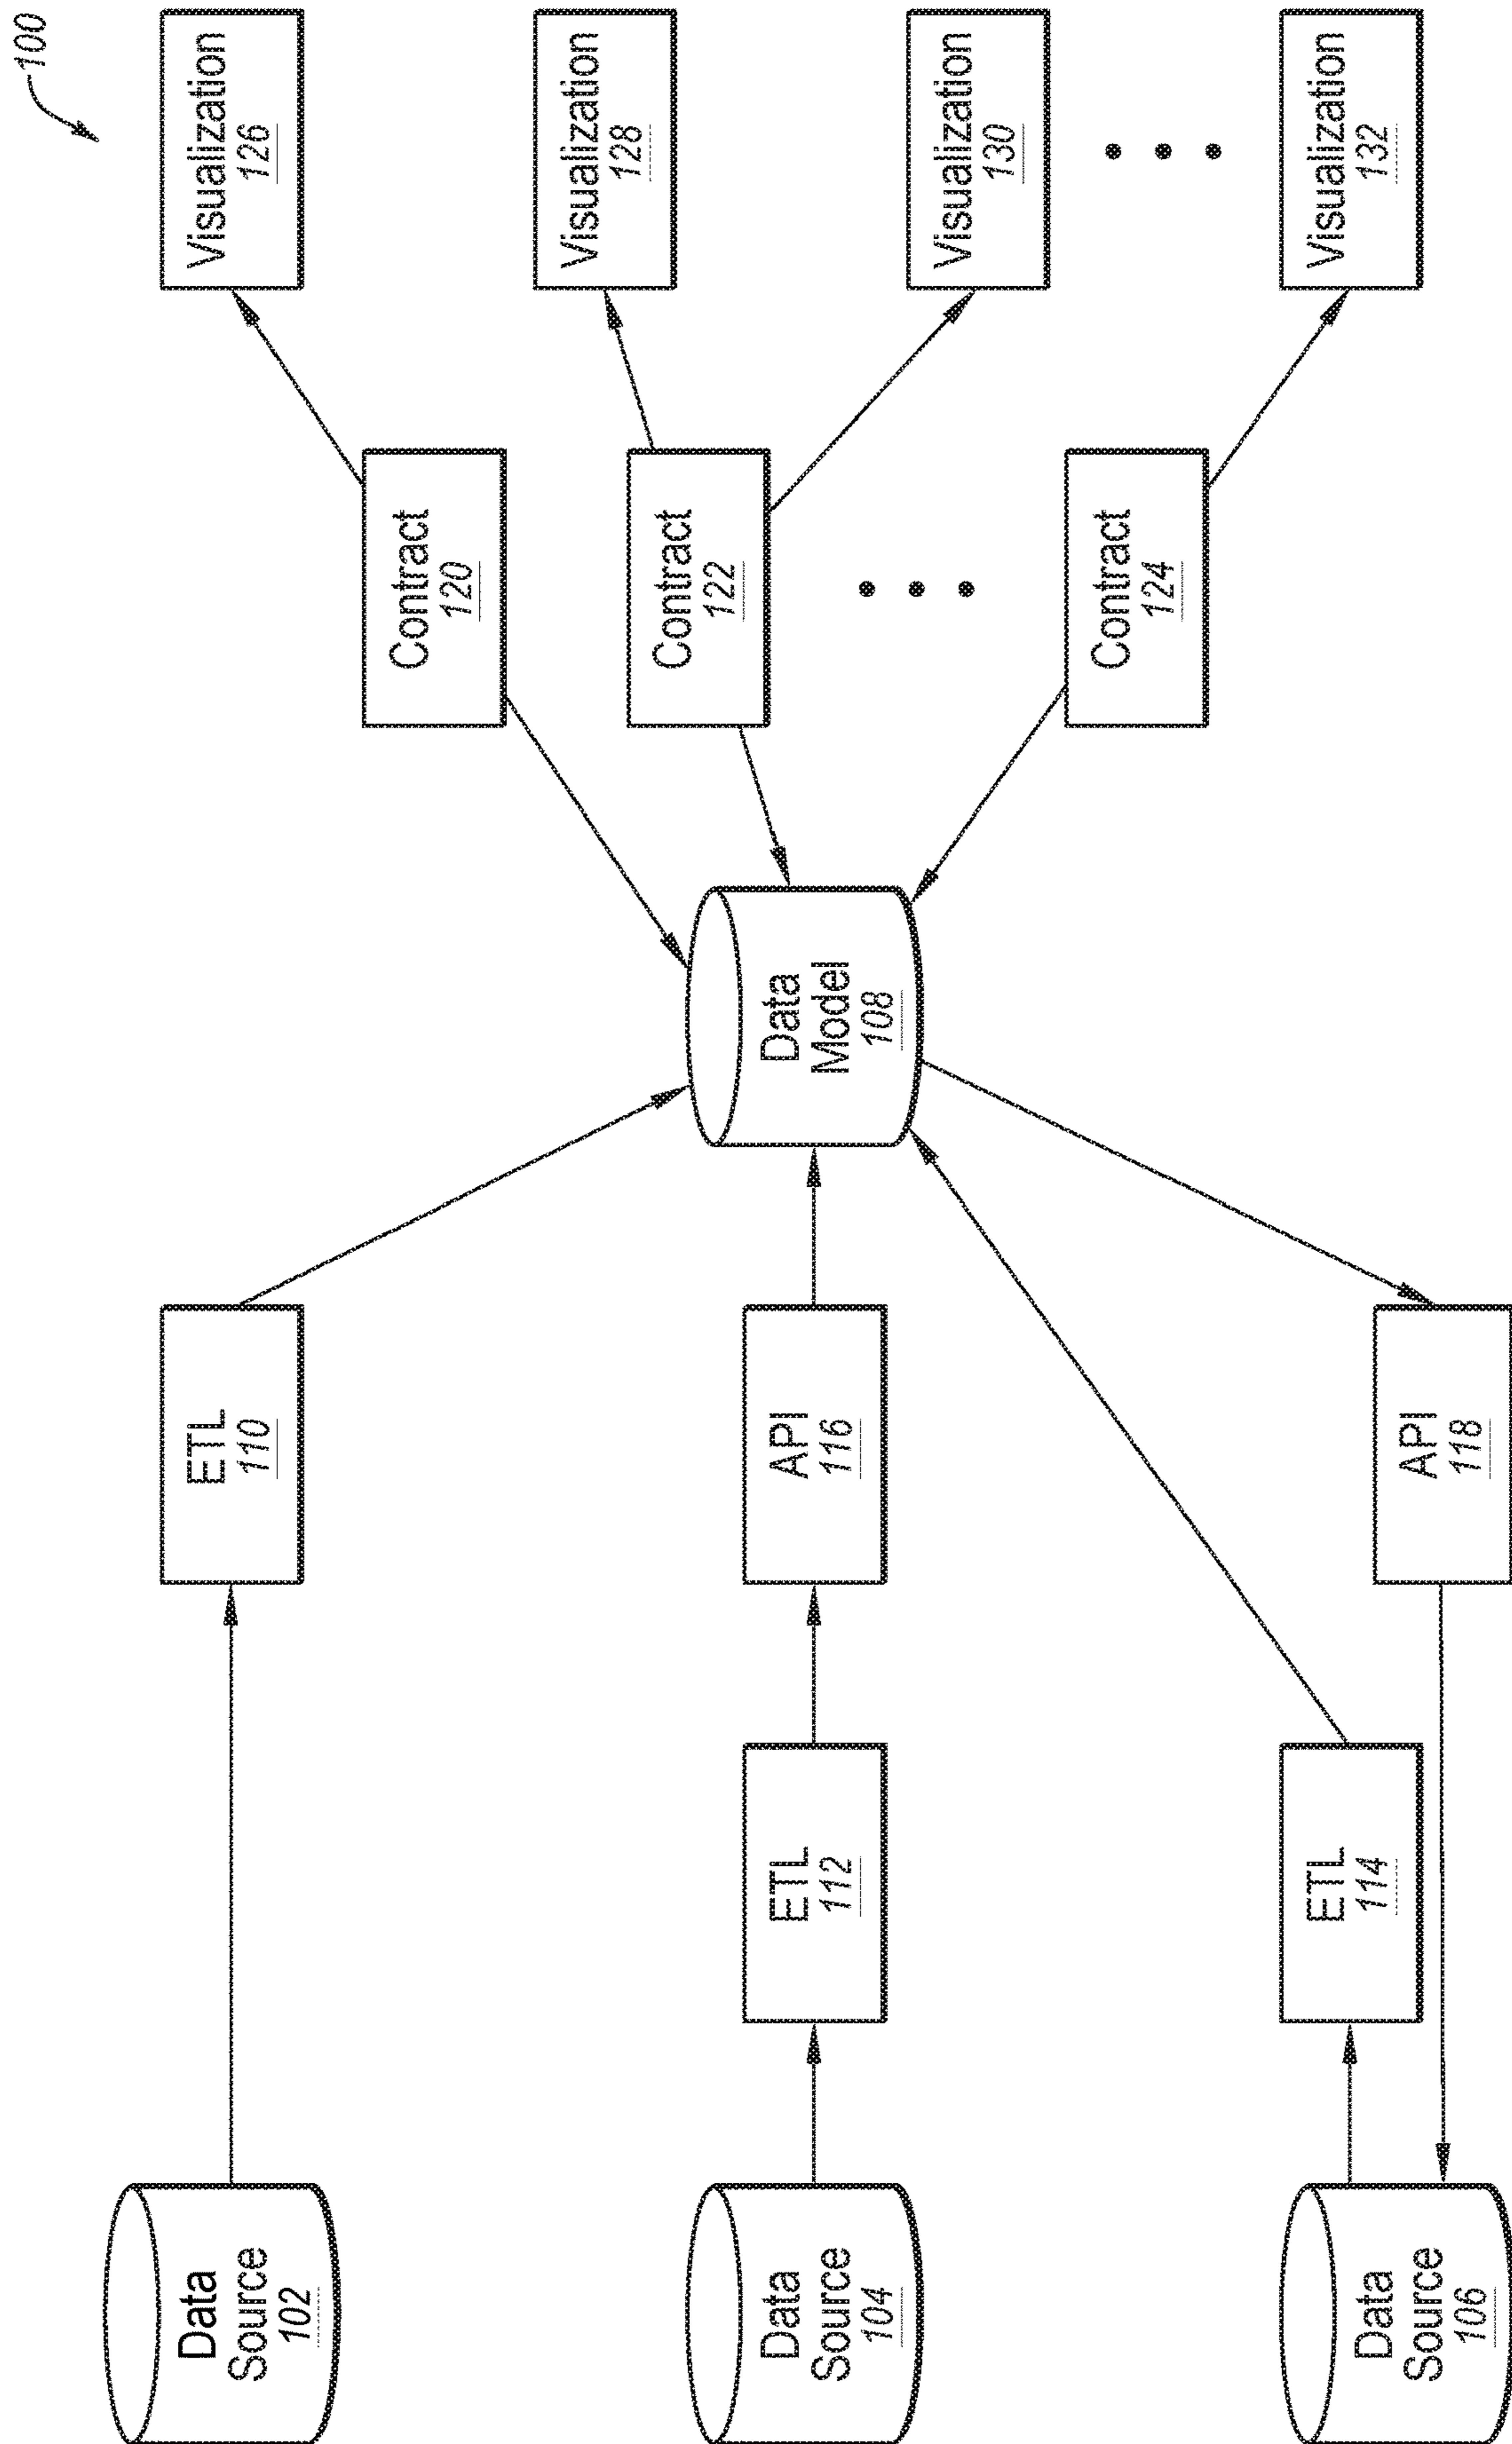 100
Data
Source
102
ETL
110
Data
Source
104
ETL
112
API
116
Data
Source
106
ETL
114
API
118
Data
Model
108
Contract
120
Contract
122
Contract
124
Visualization
126
Visualization
128
Visualization
130
Visualization
132